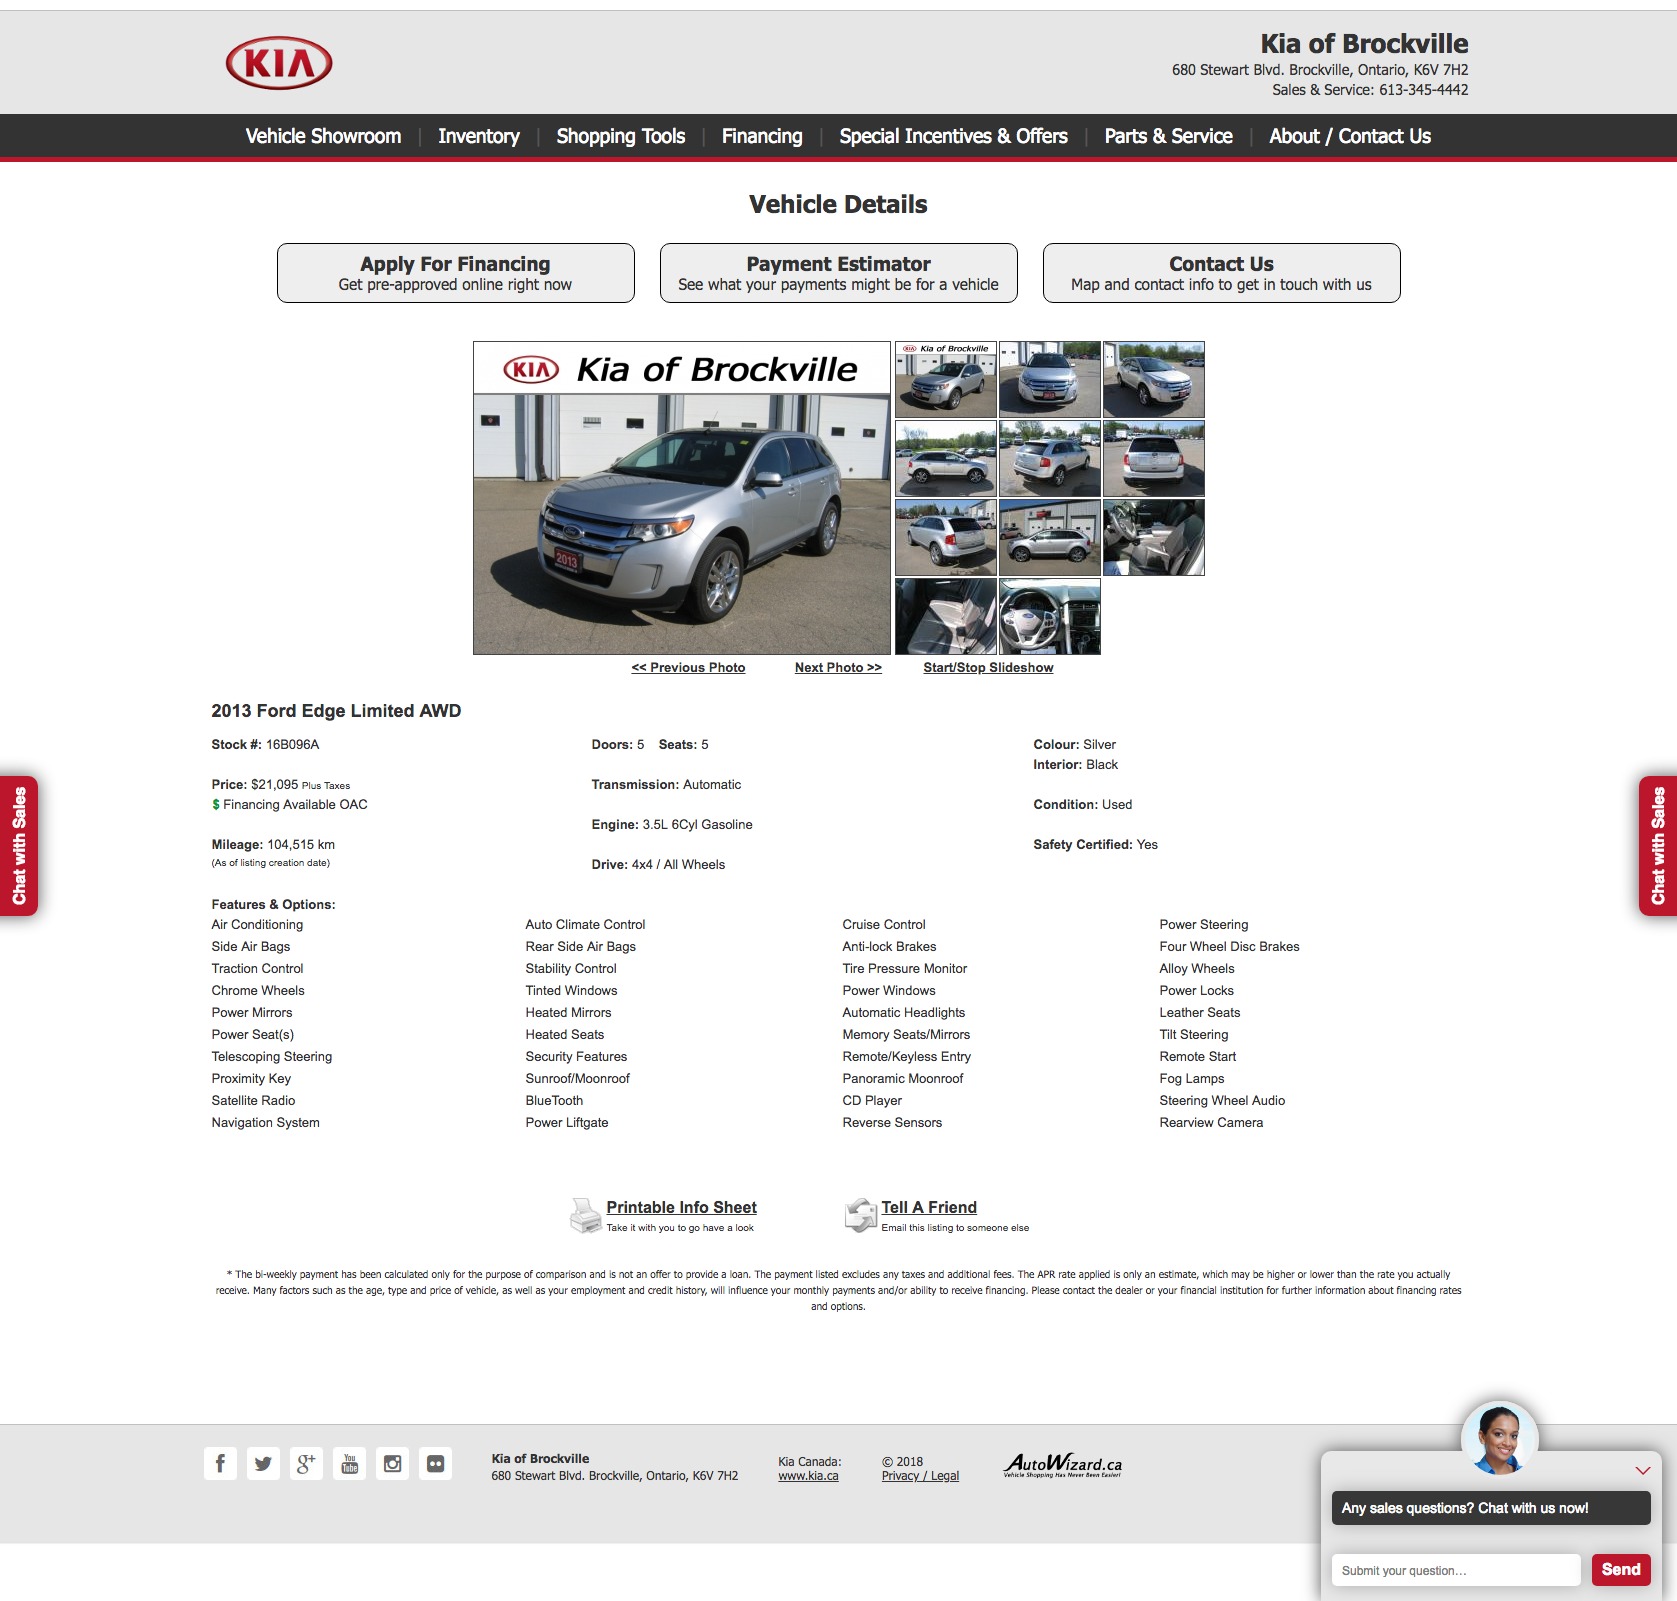 KIA
Kia of Brockville
680 Stewart Blvd. Brockville, Ontario, K6V 7H2
Sales & Service: 613-345-4442
Vehicle Showroom | Inventory | Shopping Tools | Financing | Special Incentives & Offers | Parts & Service | About / Contact Us
Vehicle Details
Apply For Financing
Get pre-approved online right now
Payment Estimator
See what your payments might be for a vehicle
Contact Us
Map and contact info to get in touch with us
KIA Kia of Brockville
2013
KIA Kia of Brockville
<< Previous Photo Next Photo >> Start/Stop Slideshow
2013 Ford Edge Limited AWD
Stock #: 16B096A
Price: $21,095 Plus Taxes
$ Financing Available OAC
Mileage: 104,515 km
(As of listing creation date)
Doors: 5 Seats: 5
Transmission: Automatic
Engine: 3.5L 6Cyl Gasoline
Drive: 4x4 / All Wheels
Colour: Silver
Interior: Black
Condition: Used
Safety Certified: Yes
Features & Options:
Air Conditioning Auto Climate Control Cruise Control Power Steering
Side Air Bags Rear Side Air Bags Anti-lock Brakes Four Wheel Disc Brakes
Traction Control Stability Control Tire Pressure Monitor Alloy Wheels
Chrome Wheels Tinted Windows Power Windows Power Locks
Power Mirrors Heated Mirrors Automatic Headlights Leather Seats
Power Seat(s) Heated Seats Memory Seats/Mirrors Tilt Steering
Telescoping Steering Security Features Remote/Keyless Entry Remote Start
Proximity Key Sunroof/Moonroof Panoramic Moonroof Fog Lamps
Satellite Radio BlueTooth CD Player Steering Wheel Audio
Navigation System Power Liftgate Reverse Sensors Rearview Camera
Chat with Sales
Chat with Sales
Printable Info Sheet
Take it with you to go have a look
Tell A Friend
Email this listing to someone else
* The bi-weekly payment has been calculated only for the purpose of comparison and is not an offer to provide a loan. The payment listed excludes any taxes and additional fees. The APR rate applied is only an estimate, which may be higher or lower than the rate you actually
receive. Many factors such as the age, type and price of vehicle, as well as your employment and credit history, will influence your monthly payments and/or ability to receive financing. Please contact the dealer or your financial institution for further information about financing rates
and options.
f
g+
You Tube
Kia of Brockville
680 Stewart Blvd. Brockville, Ontario, K6V 7H2
Kia Canada:
www.kia.ca
© 2018
Privacy / Legal
AutoWizard.ca
Vehicle Shopping Has Never Been Easier!
Any sales questions? Chat with us now!
Submit your question...
Send